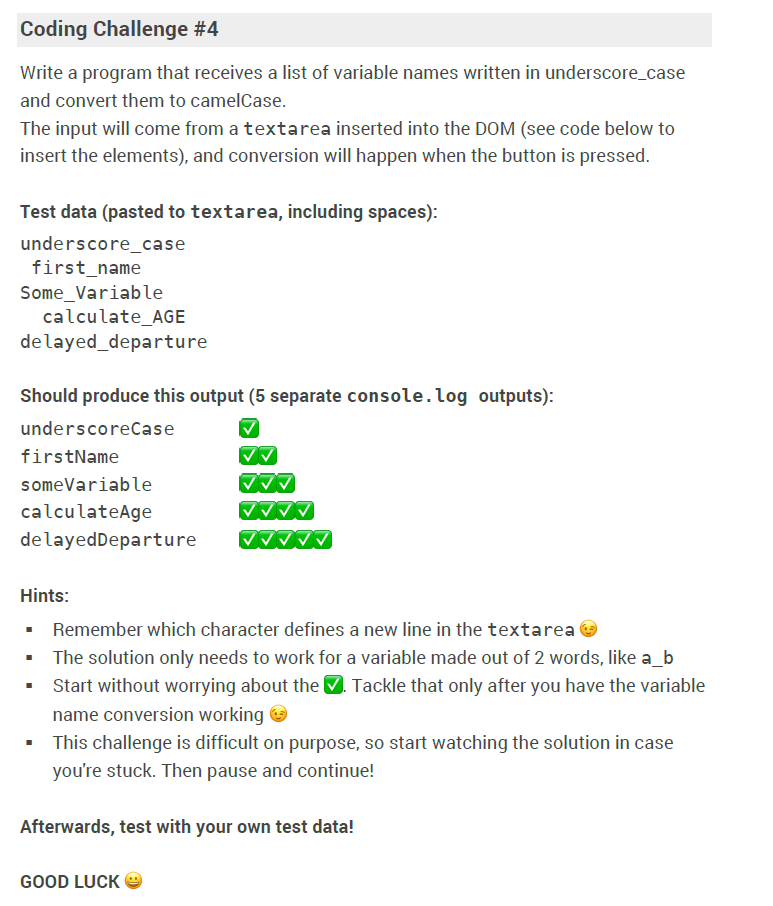 Coding Challenge #4
Write a program that receives a list of variable names written in underscore_case
and convert them to camelCase.
The input will come from a textarea inserted into the DOM (see code below to
insert the elements), and conversion will happen when the button is pressed.
Test data (pasted to textarea, including spaces):
underscore_case
 first_name
Some_Variable
  calculate_AGE
delayed_departure
Should produce this output (5 separate console.log outputs):
underscoreCase ✅
firstName ✅✅
someVariable ✅✅✅
calculateAge ✅✅✅✅
delayedDeparture ✅✅✅✅✅
Hints:
▪ Remember which character defines a new line in the textarea 😉
▪ The solution only needs to work for a variable made out of 2 words, like a_b
▪ Start without worrying about the ✅. Tackle that only after you have the variable
name conversion working 😉
▪ This challenge is difficult on purpose, so start watching the solution in case
you're stuck. Then pause and continue!
Afterwards, test with your own test data!
GOOD LUCK 😀